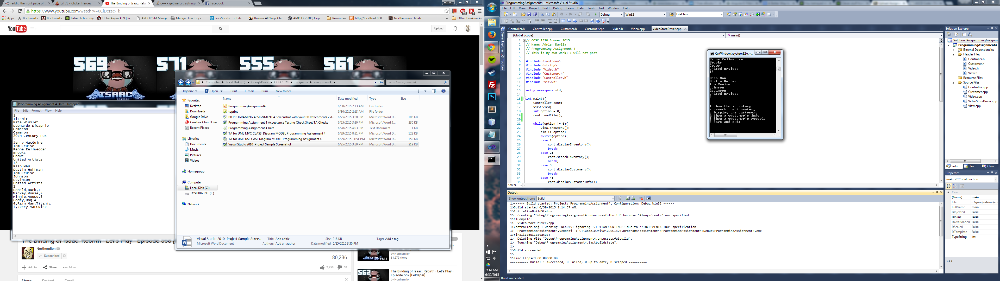 reddit: the front page of t
Lvl 78 - Clicker Heroes
The Binding of Isaac: Reb
c++ - getline(cin, aString)
Facebook
Adrian
https://www.youtube.com/watch?v=0CiDczec-_k
Apps
Bookmarks
Bookmarks
False Dichotomy
Hi hackeysack09 | Pi...
APHORISM Manga
Manga Directory - ...
JocyShorts | Tidbits ...
Browse All Yoga Cla...
AMD FX-6300, Giga...
Resources
http://localhost:808...
Northernlion Datab...
»
Other bookmarks
YouTube
Upload
569
571
555
561
ISAAC
REBIRTH
Programming Assignment 4 Data - Notepad
File Edit Format View Help
3
Titanic
Kate Winslet
Leonardo DiCaprio
Cameron
Cameron
20th Century Fox
2
Jerry MacGuire
Tom Cruise
Renne Zellwegger
Brooks
Crowe
United Artists
18
Rain Man
Dustin Hoffman
Tom Cruise
Johnson
Levinson
United Artists
2
Donald,Duck,1
Mickey,Mouse,2
Minnie,Mouse,3
Goofy,Dog,4
4,Rain Man,Titanic
1,Jerry MacGuire
Computer
Local Disk (C:)
GoogleDrive
COSC1320
programs
assignment4
Search assignment4
Organize
Open
Print
E-mail
Burn
New folder
Favorites
Desktop
Downloads
Google Drive
Creative Cloud Files
Recent Places
Libraries
Documents
Music
Pictures
Videos
Homegroup
Computer
Local Disk (C:)
TOSHIBA EXT (E:)
Network
Name Date modified Type Size
ProgrammingAssignment4 6/30/2015 2:13 AM File folder
toprint 6/30/2015 2:13 AM File folder
BB PROGRAMING ASSIGNMENT 4 Screenshot with your BB attachments 2 d... 6/25/2015 3:30 PM Microsoft Word D... 108 KB
Programming Assignment 4 Acceptance Testing Check Sheet TA Checks 6/25/2015 3:30 PM Microsoft Word 9... 230 KB
Programming Assignment 4 Data 6/28/2015 4:03 PM Text Document 1 KB
TA for UML MVC CLASS Diagram MODEL Programming Assignment 4 6/29/2015 8:31 PM Microsoft Word D... 128 KB
TA for UML USE CASE Diagram MODEL Programming Assignment 4 6/29/2015 11:51 PM Microsoft Word D... 152 KB
Visual Studio 2010 Project Sample Screenshot 6/25/2015 3:30 PM Microsoft Word D... 219 KB
Visual Studio 2010 Project Sample Scree...
Microsoft Word Document
Title: Add a title
Authors: Add an author
Size: 218 KB
Date modified: 6/25/2015 3:30 PM
Tags: Add a tag
The Binding of Isaac: Rebirth - Let's Play - Episode 568 [
Northernlion
Subscribed
80,236
Add to
Share
More
2,258
68
Share
Embed
Email
ISAAC
36:13
by Northernlion
61,279 views
562
The Binding of Isaac: Rebirth - Let's Play -
Episode 562 [Feldspar]
by Northernlion
2:14 AM
6/30/2015
ProgrammingAssignment4 - Microsoft Visual Studio
File Edit View Project Build Debug Team Data Tools Test Window Help
Debug
Win32
FileClass
Server Explorer
Toolbox
Controller.h
Controller.cpp
Customer.h
Customer.cpp
Video.h
Video.cpp
VideoStoreDriver.cpp
(Global Scope)
main()
1 // COSC 1320 Summer 2015
2 // Name: Adrian Davila
3 // Programming Assignment 4
4 // This is my own work; I will not post
5
6 #include <iostream>
7 #include <string>
8 #include "Video.h"
9 #include "Customer.h"
10 #include "Controller.h"
11 #include "View.h"
12
13 using namespace std;
14
15 int main(){
16 Controller cont;
17 View view;
18 int option = 0;
19 cont.readFile();
20
21 while(option != 6){
22 view.showMenu();
23 cin >> option;
24 switch(option){
25 case 1:
26 cont.displayInventory();
27 break;
28 case 2:
29 cont.searchInventory();
30 break;
31 case 3:
32 cont.displayCustomers();
33 break;
34 case 4:
35 cont.displayCustomerInfo();
100 %
C:\Windows\system32\cm...
Renne Zellwegger
Brooks
Crowe
United Artists
18
Rain Man
Dustin Hoffman
Tom Cruise
Johnson
Levinson
United Artists
2
1 Show the inventory
2 Search the inventory
3 Display the customers
4 Show a customer's info
5 Show a customer's records
6 Save and exit
Output
Show output from: Build
1>------ Build started: Project: ProgrammingAssignment4, Configuration: Debug Win32 ------
1>Build started 6/30/2015 2:14:37 AM.
1>InitializeBuildStatus:
1> Creating "Debug\ProgrammingAssignment4.unsuccessfulbuild" because "AlwaysCreate" was specified.
1>ClCompile:
1> VideoStoreDriver.cpp
1>Controller.obj : warning LNK4075: ignoring '/EDITANDCONTINUE' due to '/INCREMENTAL:NO' specification
1> ProgrammingAssignment4.vcxproj -> C:\GoogleDrive\COSC1320\programs\assignment4\ProgrammingAssignment4\Debug\ProgrammingAssignment4.exe
1>FinalizeBuildStatus:
1> Deleting file "Debug\ProgrammingAssignment4.unsuccessfulbuild".
1> Touching "Debug\ProgrammingAssignment4.lastbuildstate".
1>
1>Build succeeded.
1>
1>Time Elapsed 00:00:00.80
========== Build: 1 succeeded, 0 failed, 0 up-to-date, 0 skipped ==========
Build succeeded
Solution Explorer
Solution 'ProgrammingAssignm
ProgrammingAssignment4
External Dependencies
Header Files
Controller.h
Customer.h
Video.h
View.h
Resource Files
Source Files
Controller.cpp
Customer.cpp
Video.cpp
VideoStoreDriver.cpp
View.cpp
Solut...
Tea...
Class...
Properties
main VCCodeFunction
C++
(Name) main
File c:\googledrive\cos
FullName main
IsInjected False
IsInline False
IsOverloaded False
IsSealed False
IsTemplate False
TypeString int
C++